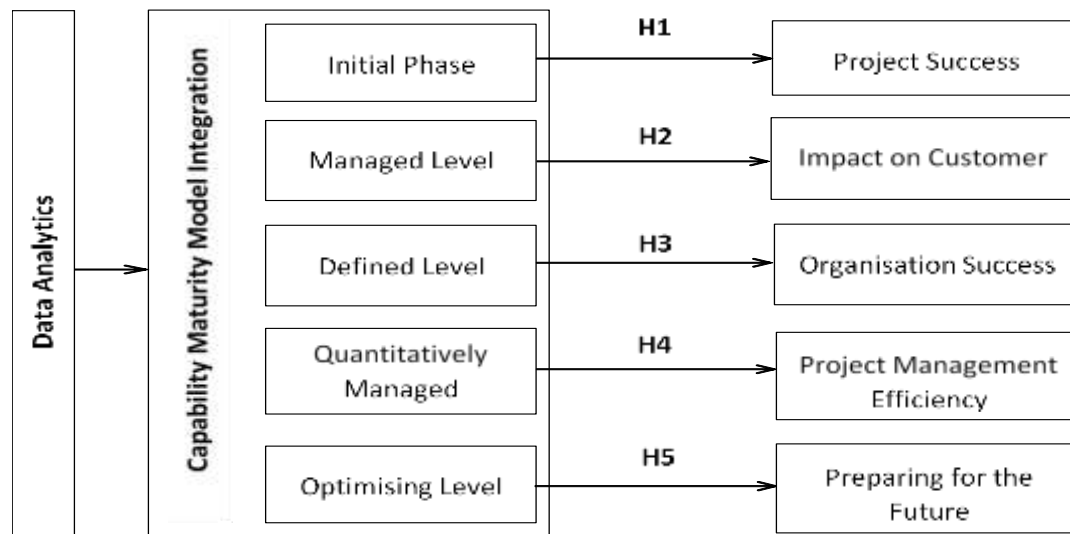 Data Analytics
Capability Maturity Model Integration
Initial Phase
H1
Project Success
Managed Level
H2
Impact on Customer
Defined Level
H3
Organisation Success
Quantitatively
Managed
H4
Project Management
Efficiency
Optimising Level
H5
Preparing for the
Future